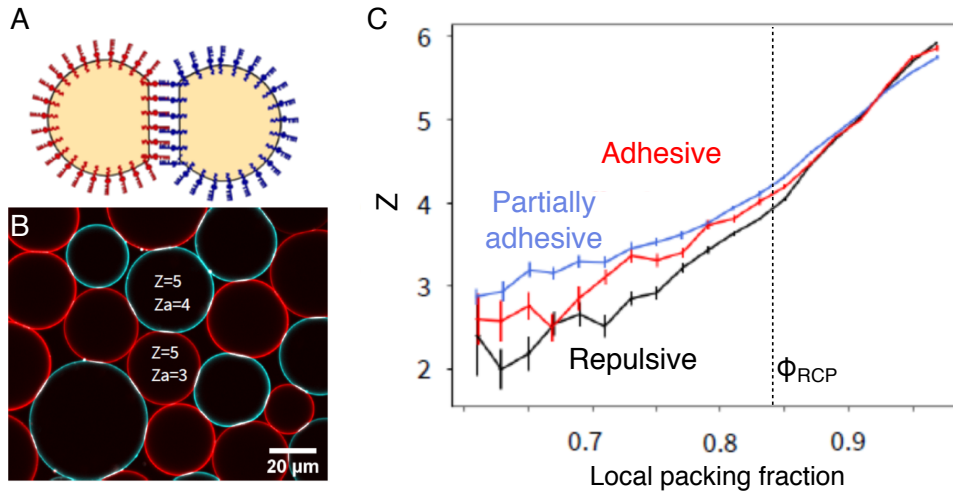 A
B
Z=5
Za=4
Z=5
Za=3
20 µm
C
6
5
4
3
2
Z
Adhesive
Partially
adhesive
Repulsive
ϕRCP
0.7 0.8 0.9
Local packing fraction